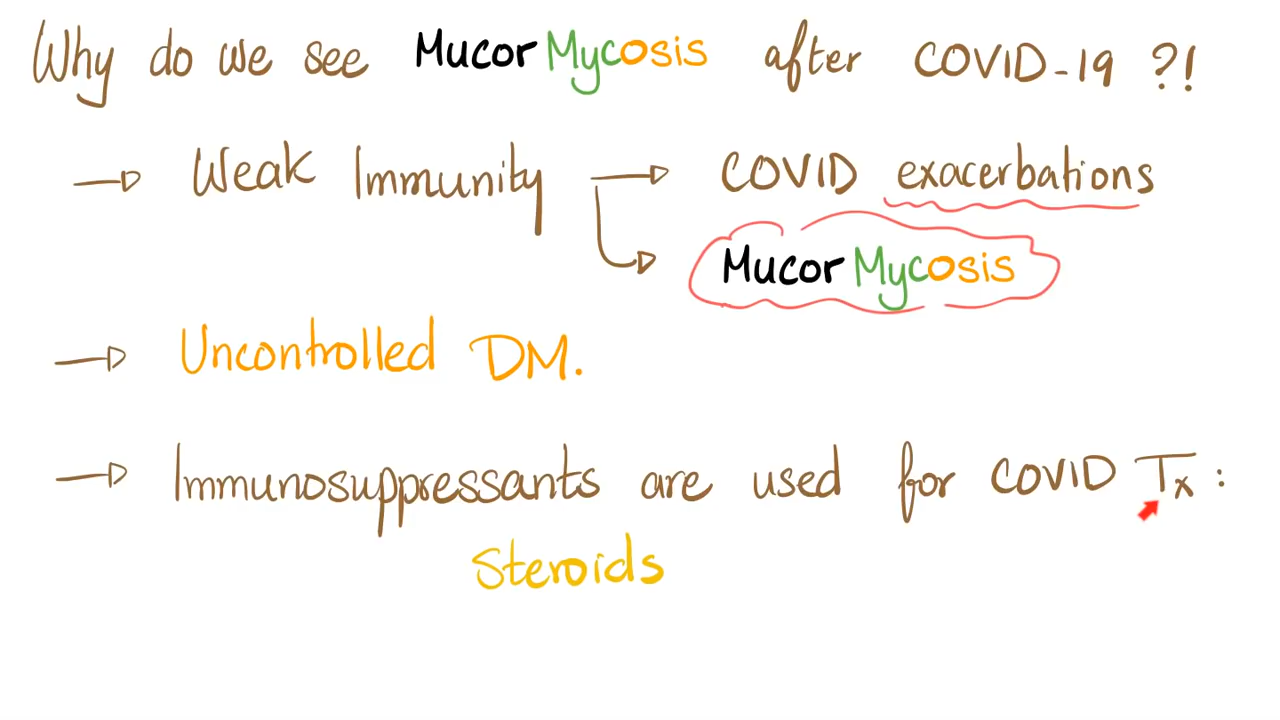 Why do we see MucorMycosis after COVID-19 ?!
→ Weak Immunity → COVID exacerbations
→ MucorMycosis
→ Uncontrolled DM.
→ Immunosuppressants are used for COVID Tx :
Steroids